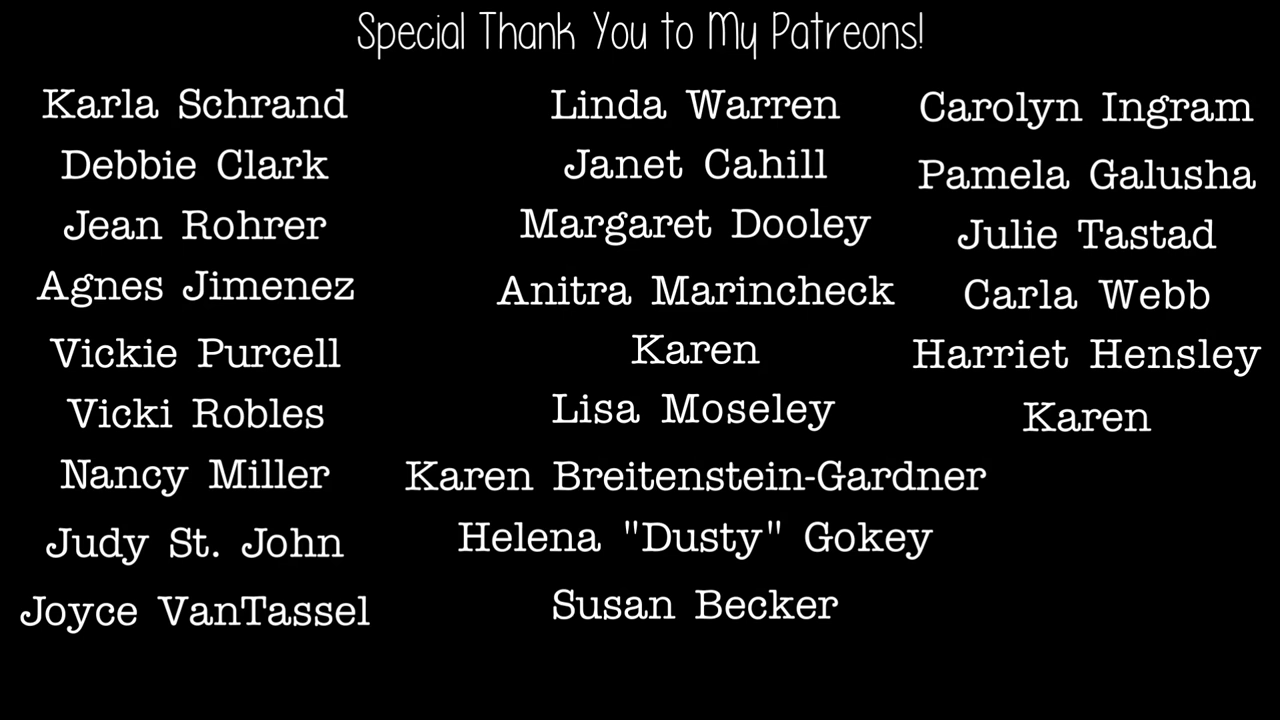 Special Thank You to My Patreons!
Karla Schrand
Debbie Clark
Jean Rohrer
Agnes Jimenez
Vickie Purcell
Vicki Robles
Nancy Miller
Judy St. John
Joyce VanTassel
Linda Warren
Janet Cahill
Margaret Dooley
Anitra Marincheck
Karen
Lisa Moseley
Karen Breitenstein-Gardner
Helena "Dusty" Gokey
Susan Becker
Carolyn Ingram
Pamela Galusha
Julie Tastad
Carla Webb
Harriet Hensley
Karen